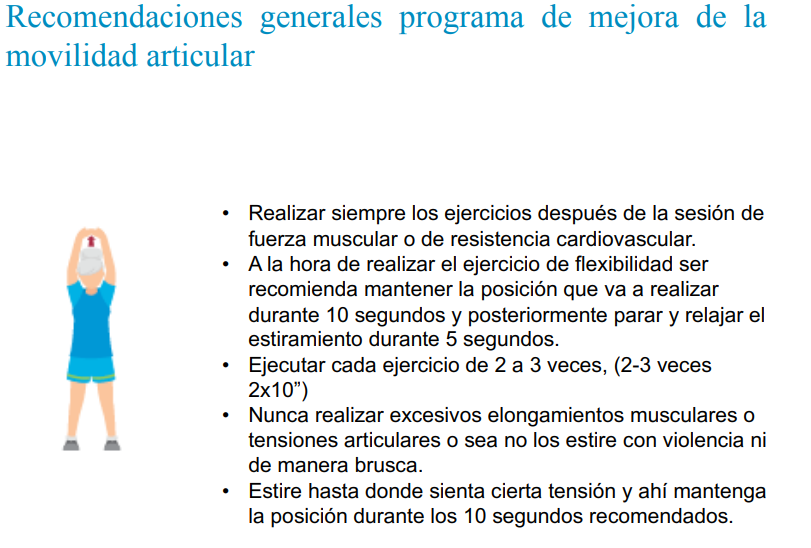 Recomendaciones generales programa de mejora de la
movilidad articular
• Realizar siempre los ejercicios después de la sesión de
fuerza muscular o de resistencia cardiovascular.
• A la hora de realizar el ejercicio de flexibilidad ser
recomienda mantener la posición que va a realizar
durante 10 segundos y posteriormente parar y relajar el
estiramiento durante 5 segundos.
• Ejecutar cada ejercicio de 2 a 3 veces, (2-3 veces
2x10”)
• Nunca realizar excesivos elongamientos musculares o
tensiones articulares o sea no los estire con violencia ni
de manera brusca.
• Estire hasta donde sienta cierta tensión y ahí mantenga
la posición durante los 10 segundos recomendados.